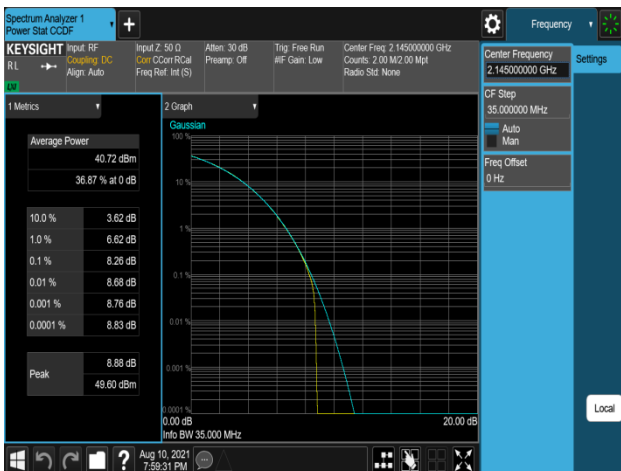 Spectrum Analyzer 1
Power Stat CCDF
+
Frequency
KEYSIGHT
RL
Input: RF
Coupling: DC
Align: Auto
Input Z: 50 Ω
Corr CCorr RCal
Freq Ref: Int (S)
Atten: 30 dB
Preamp: Off
Trig: Free Run
#IF Gain: Low
Center Freq: 2.145000000 GHz
Counts: 2.00 M/2.00 Mpt
Radio Std: None
1 Metrics
Average Power
40.72 dBm
36.87 % at 0 dB
10.0 % 3.62 dB
1.0 % 6.62 dB
0.1 % 8.26 dB
0.01 % 8.68 dB
0.001 % 8.76 dB
0.0001 % 8.83 dB
Peak
8.88 dB
49.60 dBm
2 Graph
Gaussian
100 %
10 %
1 %
0.1 %
0.01 %
0.001 %
0.0001 %
0.00 dB
20.00 dB
Info BW 35.000 MHz
Center Frequency
2.145000000 GHz
Settings
CF Step
35.000000 MHz
Auto
Man
Freq Offset
0 Hz
Local
?
Aug 10, 2021
7:59:31 PM